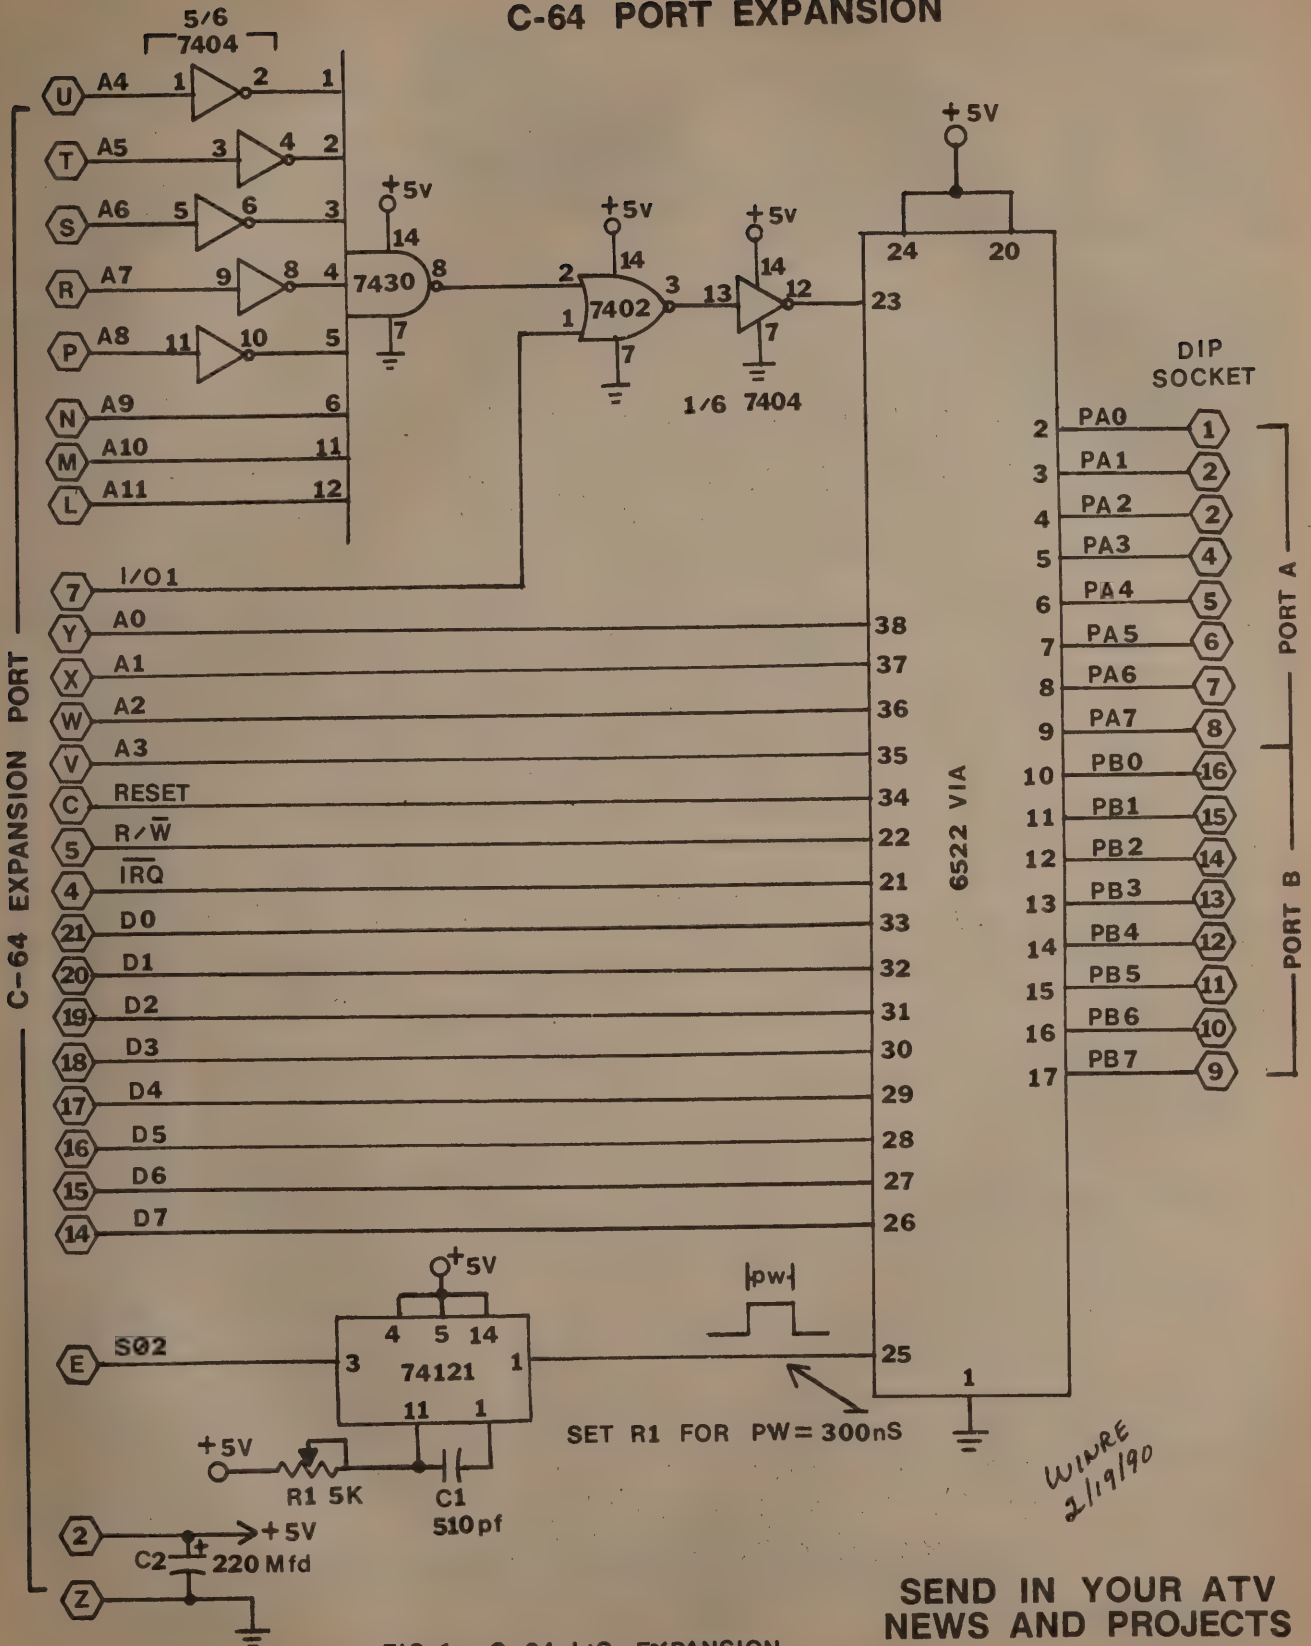 C-64 PORT EXPANSION
5/6
7404
U A4 1 2 1
T A5 3 4 2
S A6 5 6 3
R A7 9 8 4
P A8 11 10 5
N A9 6
M A10 11
L A11 12
+5v
14
7430
8
7
+5v
14
2
1
7402
3
7
+5v
14
13
12
7
1/6 7404
+5V
24 20
23
DIP
SOCKET
2 PA0 1
3 PA1 2
4 PA2 2
5 PA3 4
6 PA4 5
7 PA5 6
8 PA6 7
9 PA7 8
10 PB0 16
11 PB1 15
12 PB2 14
13 PB3 13
14 PB4 12
15 PB5 11
16 PB6 10
17 PB7 9
PORT A
PORT B
C-64 EXPANSION PORT
7 I/O1
Y A0 38
X A1 37
W A2 36
V A3 35
C RESET 34
5 R/W̅ 22
4 I̅R̅Q̅ 21
21 D0 33
20 D1 32
19 D2 31
18 D3 30
17 D4 29
16 D5 28
15 D6 27
14 D7 26
6522 VIA
+5V
4 5 14
E S02 3 74121 1
25
11 1
pw
SET R1 FOR PW=300nS
1
+5V
R1 5K
C1
510pf
2 +5V
C2 + 220 Mfd
Z
WINRE
2/19/90
SEND IN YOUR ATV
NEWS AND PROJECTS
EXPANSION